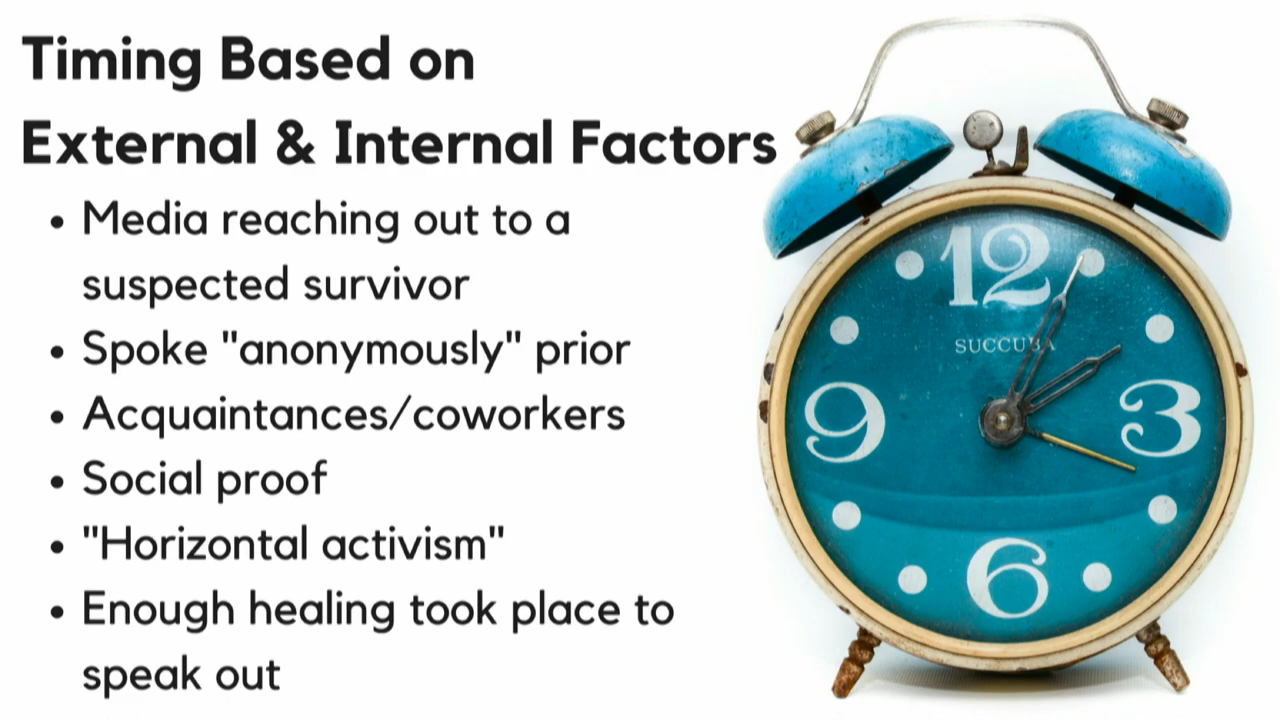 Timing Based on
External & Internal Factors
• Media reaching out to a
suspected survivor
• Spoke "anonymously" prior
• Acquaintances/coworkers
• Social proof
• "Horizontal activism"
• Enough healing took place to
speak out
12
SUCCUBA
9
3
6